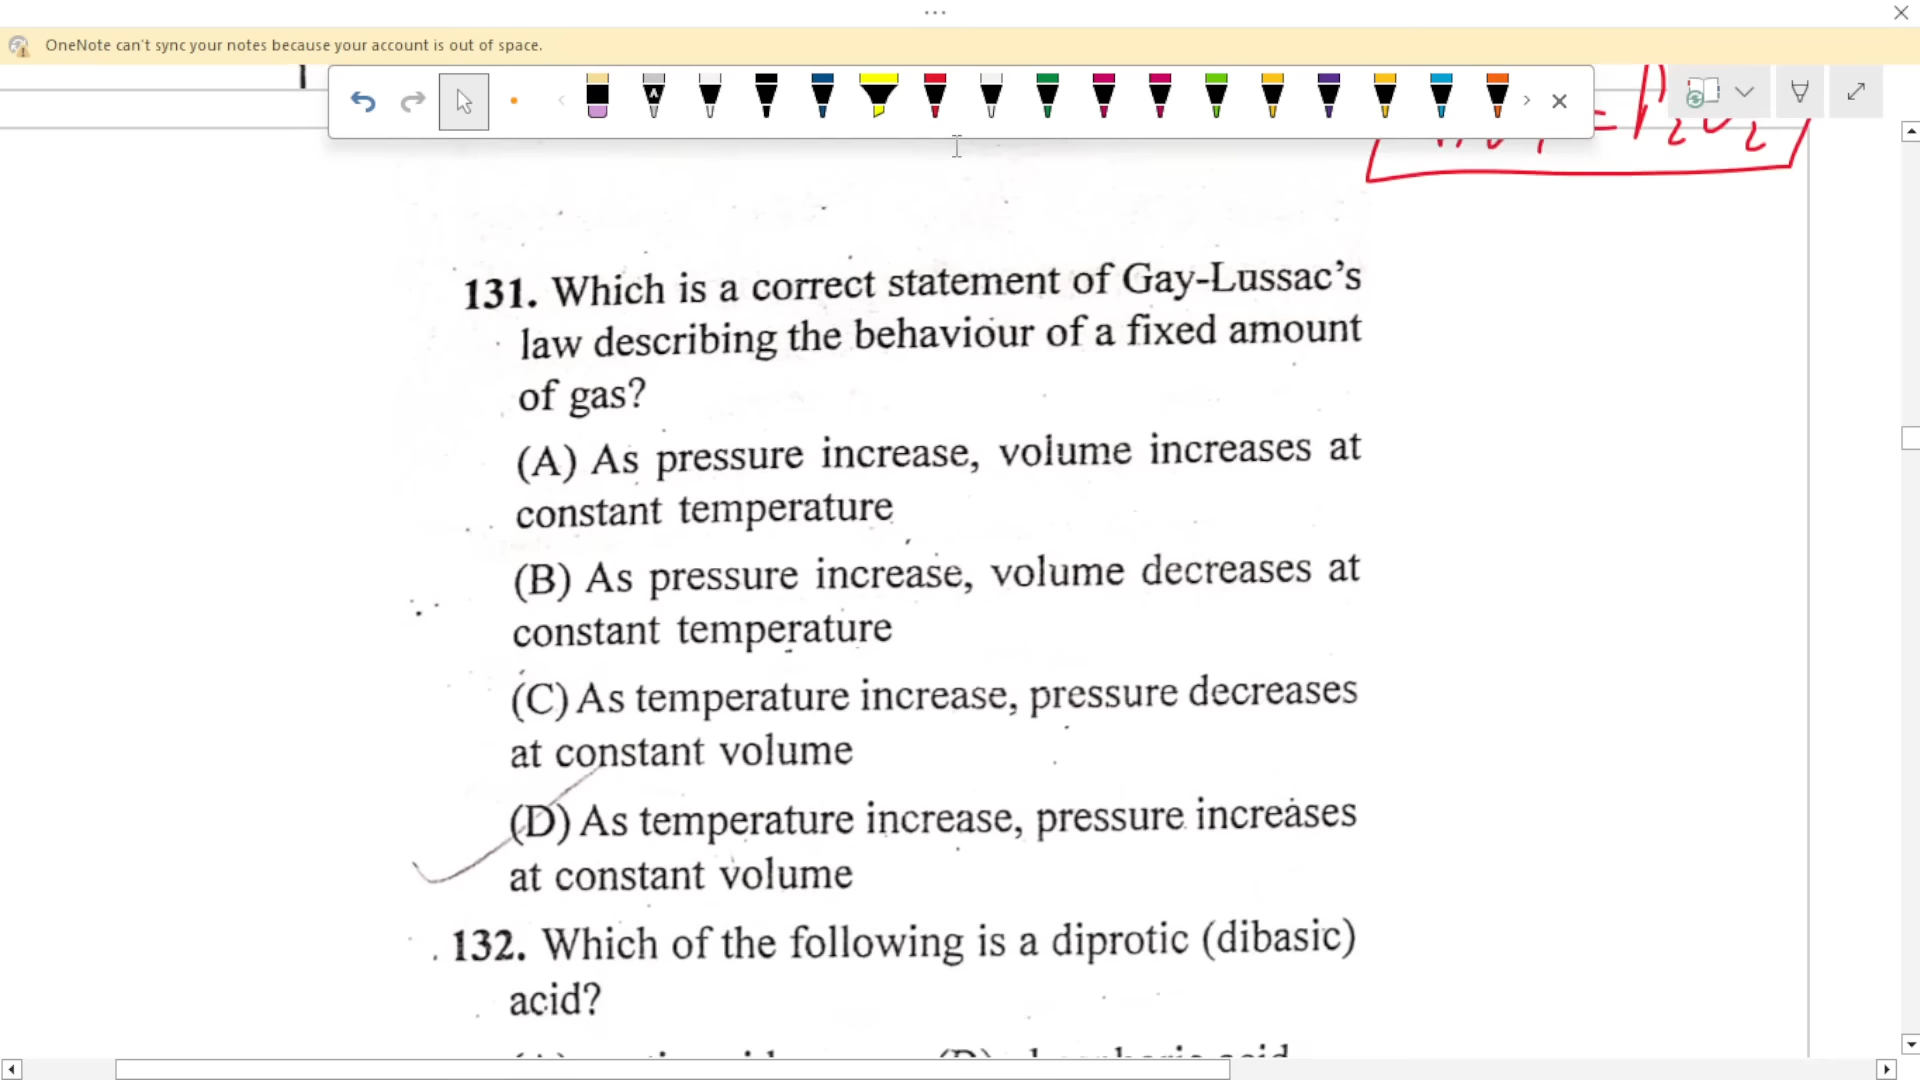 OneNote can't sync your notes because your account is out of space.
131. Which is a correct statement of Gay-Lussac's
law describing the behaviour of a fixed amount
of gas?
(A) As pressure increase, volume increases at
constant temperature
(B) As pressure increase, volume decreases at
constant temperature
(C) As temperature increase, pressure decreases
at constant volume
(D) As temperature increase, pressure increases
at constant volume
132. Which of the following is a diprotic (dibasic)
acid?